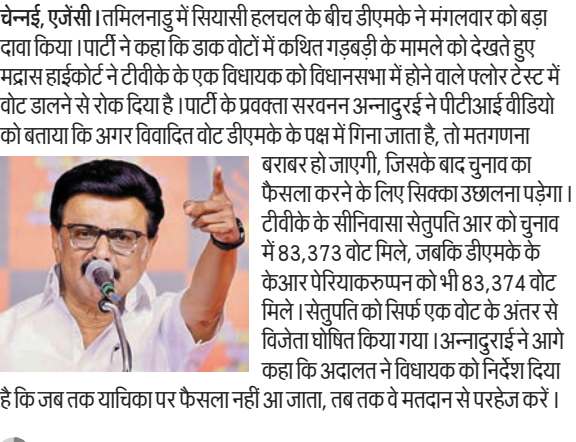 चेन्नई, एजेंसी। तमिलनाडु में सियासी हलचल के बीच डीएमके ने मंगलवार को बड़ा
दावा किया। पार्टी ने कहा कि डाक वोटों में कथित गड़बड़ी के मामले को देखते हुए
मद्रास हाईकोर्ट ने टीवीके के एक विधायक को विधानसभा में होने वाले फ्लोर टेस्ट में
वोट डालने से रोक दिया है। पार्टी के प्रवक्ता सरवनन अन्नादुरई ने पीटीआई वीडियो
को बताया कि अगर विवादित वोट डीएमके के पक्ष में गिना जाता है, तो मतगणना
बराबर हो जाएगी, जिसके बाद चुनाव का
फैसला करने के लिए सिक्का उछालना पड़ेगा।
टीवीके के सीनिवासा सेतुपति आर को चुनाव
में 83,373 वोट मिले, जबकि डीएमके के
केआर पेरियाकरुप्पन को भी 83,374 वोट
मिले। सेतुपति को सिर्फ एक वोट के अंतर से
विजेता घोषित किया गया। अन्नादुराई ने आगे
कहा कि अदालत ने विधायक को निर्देश दिया
है कि जब तक याचिका पर फैसला नहीं आ जाता, तब तक वे मतदान से परहेज करें।